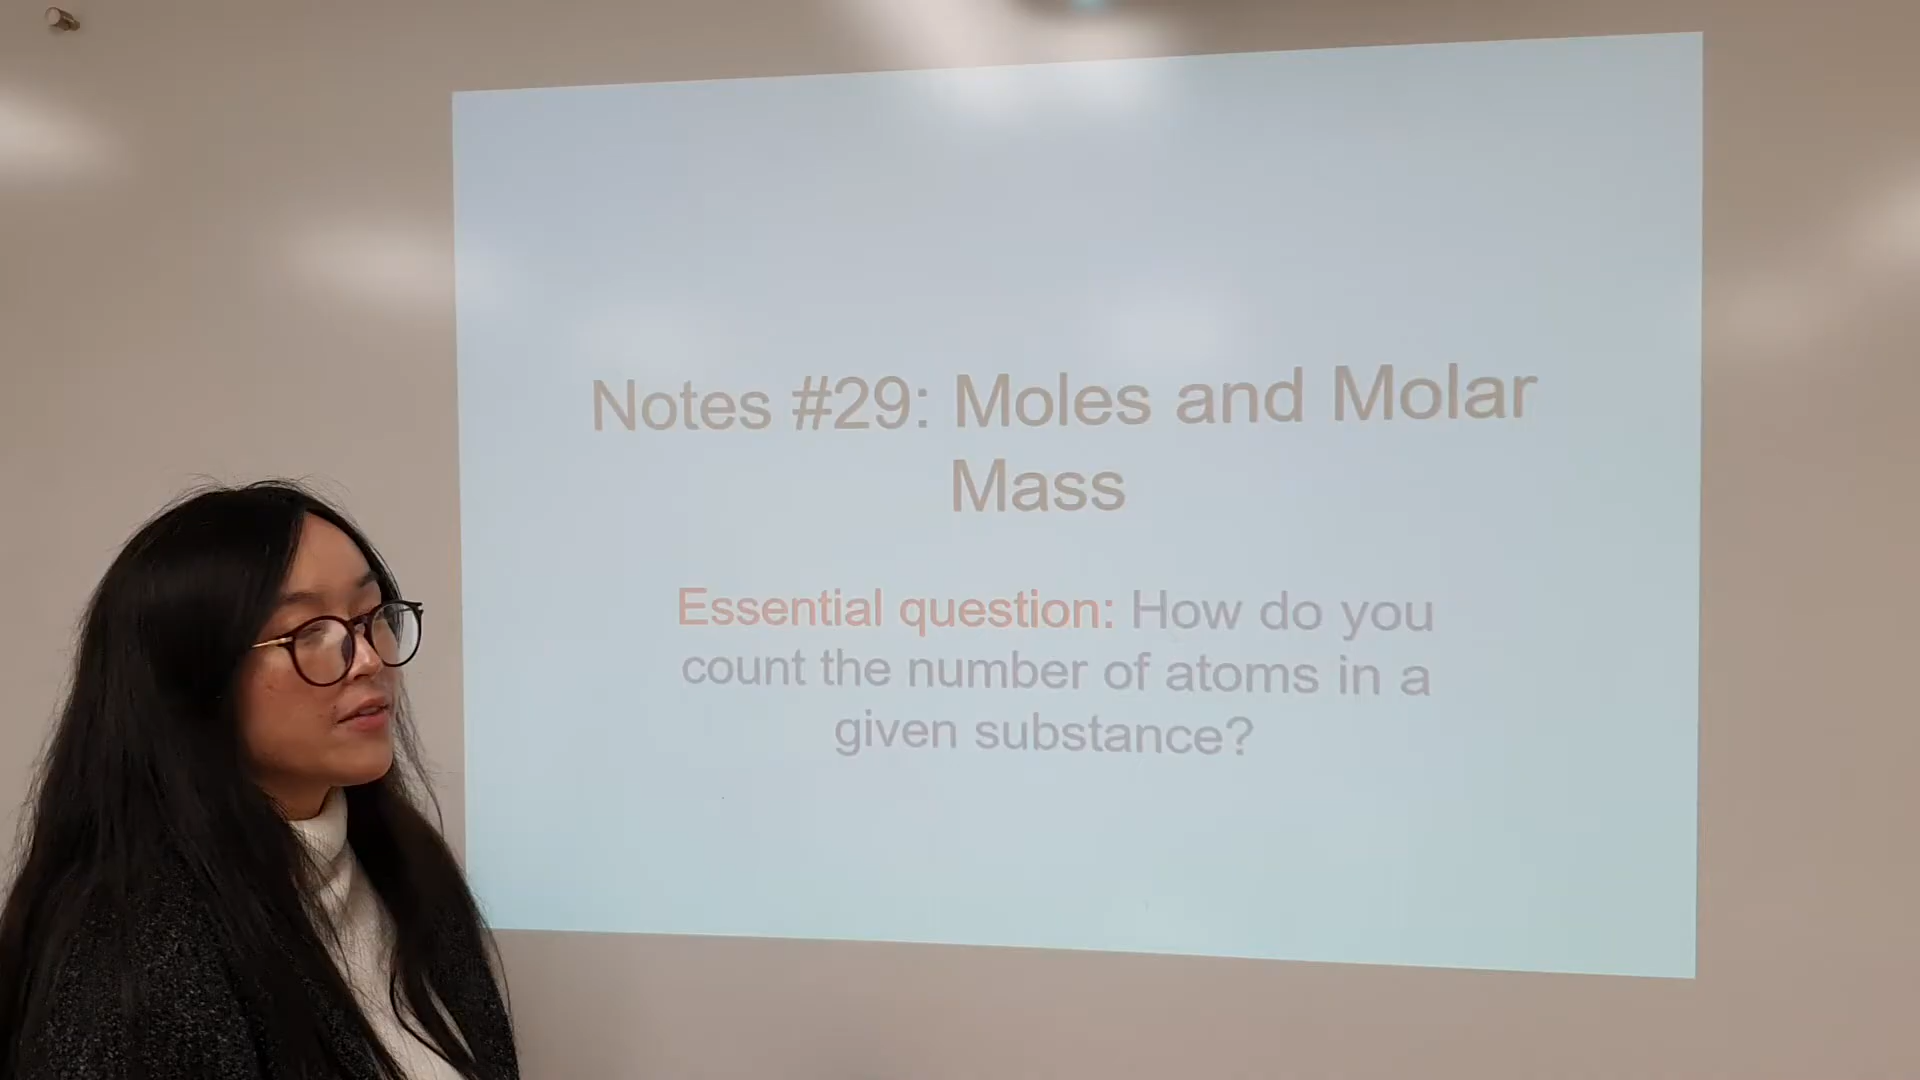 Notes #29: Moles and Molar
Mass
Essential question: How do you
count the number of atoms in a
given substance?